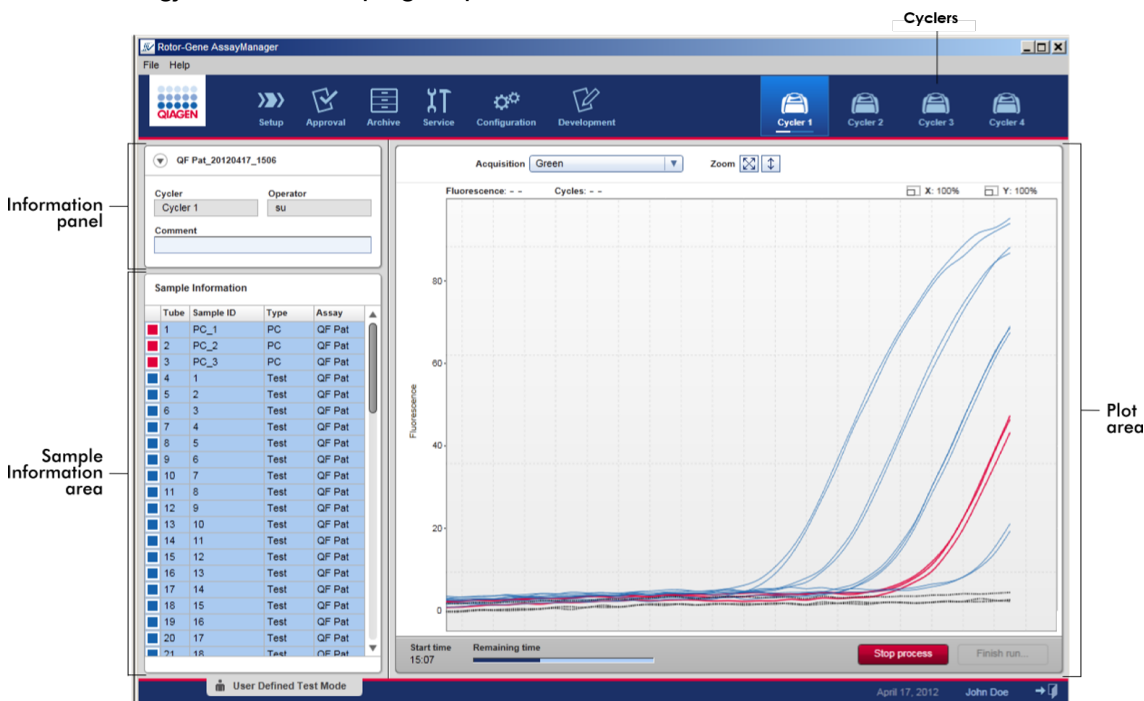 Cyclers
Rotor-Gene AssayManager
File Help
QIAGEN
Setup Approval Archive Service Configuration Development Cycler 1 Cycler 2 Cycler 3 Cycler 4
QF Pat_20120417_1506
Cycler Operator
Cycler 1 su
Comment
Information
panel
Sample Information
Tube Sample ID Type Assay
1 PC_1 PC QF Pat
2 PC_2 PC QF Pat
3 PC_3 PC QF Pat
4 1 Test QF Pat
5 2 Test QF Pat
6 3 Test QF Pat
7 4 Test QF Pat
8 5 Test QF Pat
9 6 Test QF Pat
10 7 Test QF Pat
11 8 Test QF Pat
12 9 Test QF Pat
13 10 Test QF Pat
14 11 Test QF Pat
15 12 Test QF Pat
16 13 Test QF Pat
17 14 Test QF Pat
18 15 Test QF Pat
19 16 Test QF Pat
20 17 Test QF Pat
21 18 Test QF Pat
Sample
Information
area
User Defined Test Mode
Acquisition Green Zoom
Fluorescence: - - Cycles: - - X: 100% Y: 100%
80
60
40
20
0
Fluorescence
Plot
area
Start time Remaining time
15:07
Stop process Finish run...
April 17, 2012 John Doe